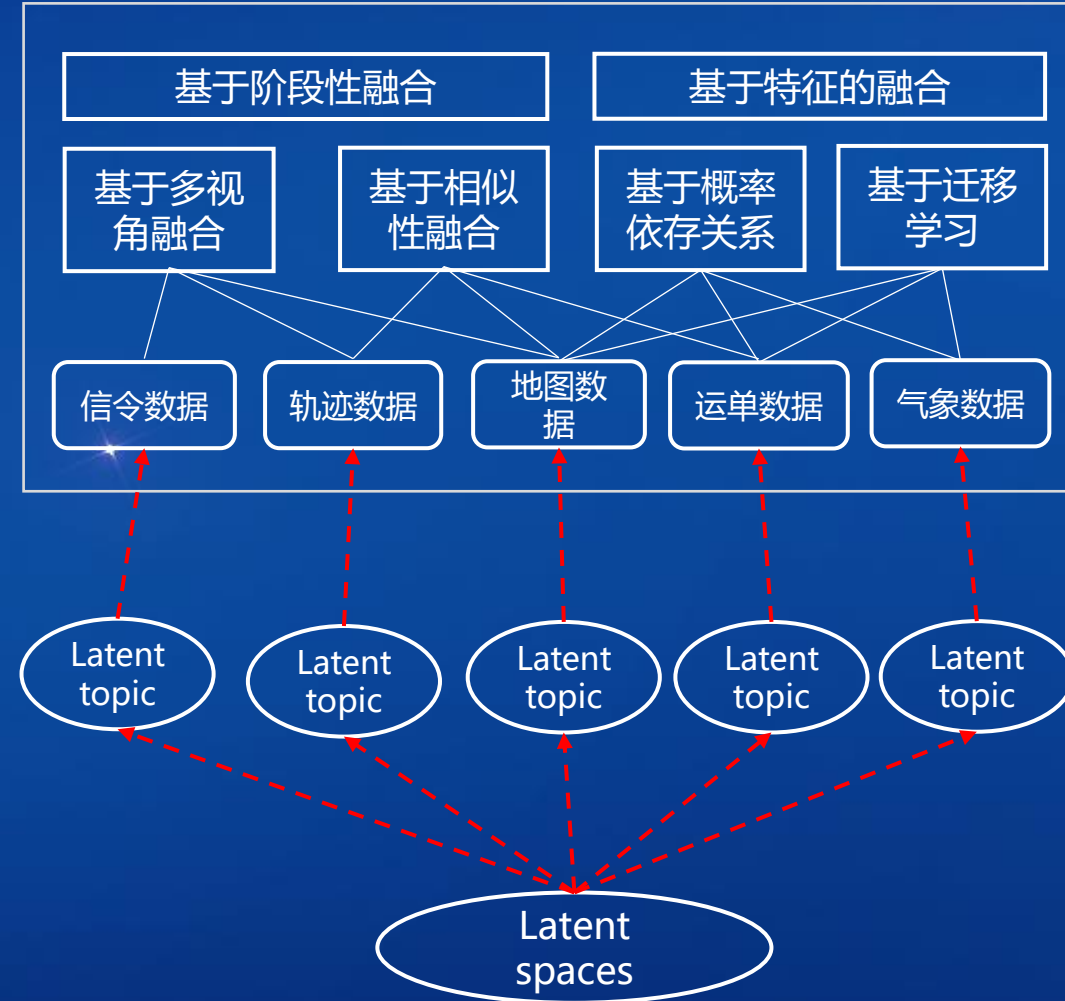 基于阶段性融合
基于特征的融合
基于多视
角融合
基于相似
性融合
基于概率
依存关系
基于迁移
学习
信令数据
轨迹数据
地图数
据
运单数据
气象数据
Latent
topic
Latent
topic
Latent
topic
Latent
topic
Latent
topic
Latent
spaces